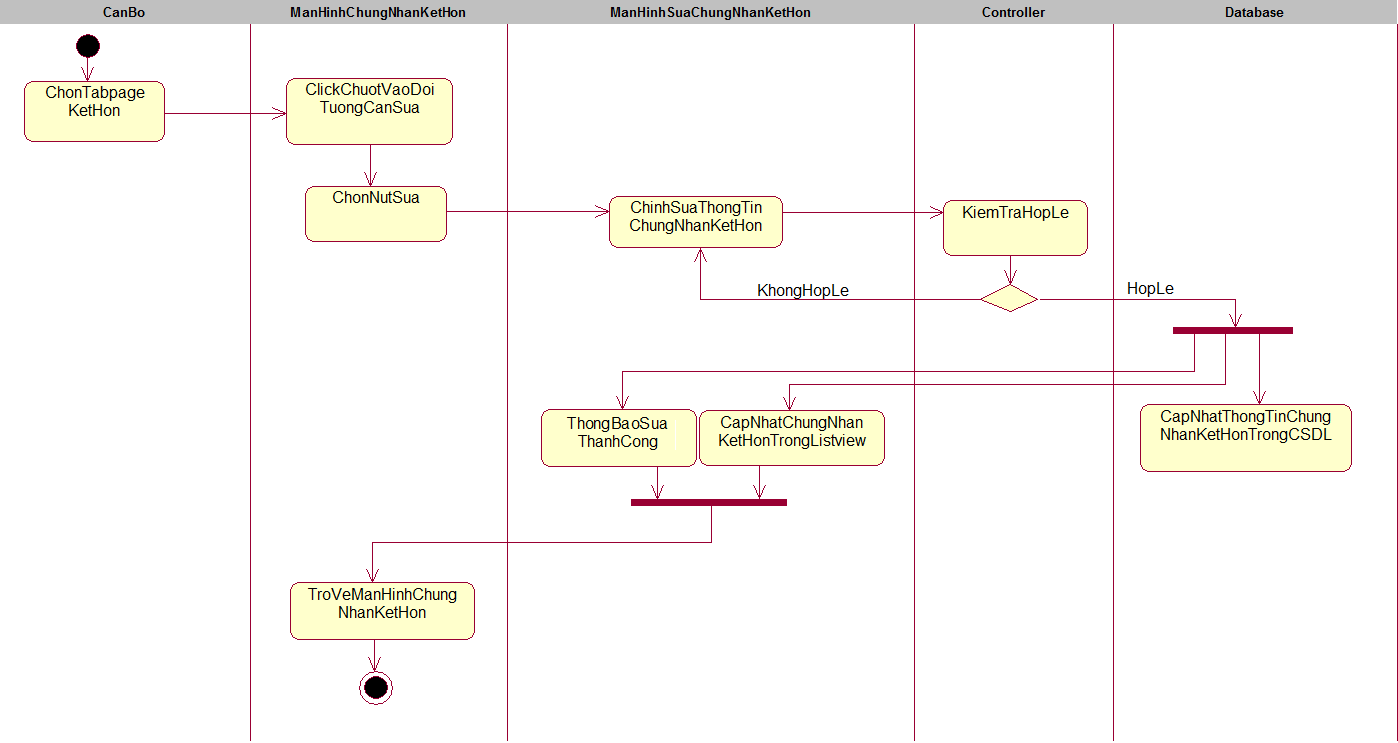 CanBo
ManHinhChungNhanKetHon
ManHinhSuaChungNhanKetHon
Controller
Database
ChonTabpage
KetHon
ClickChuotVaoDoi
TuongCanSua
ChonNutSua
ChinhSuaThongTin
ChungNhanKetHon
KiemTraHopLe
KhongHopLe
HopLe
ThongBaoSua
ThanhCong
CapNhatChungNhan
KetHonTrongListview
CapNhatThongTinChung
NhanKetHonTrongCSDL
TroVeManHinhChung
NhanKetHon